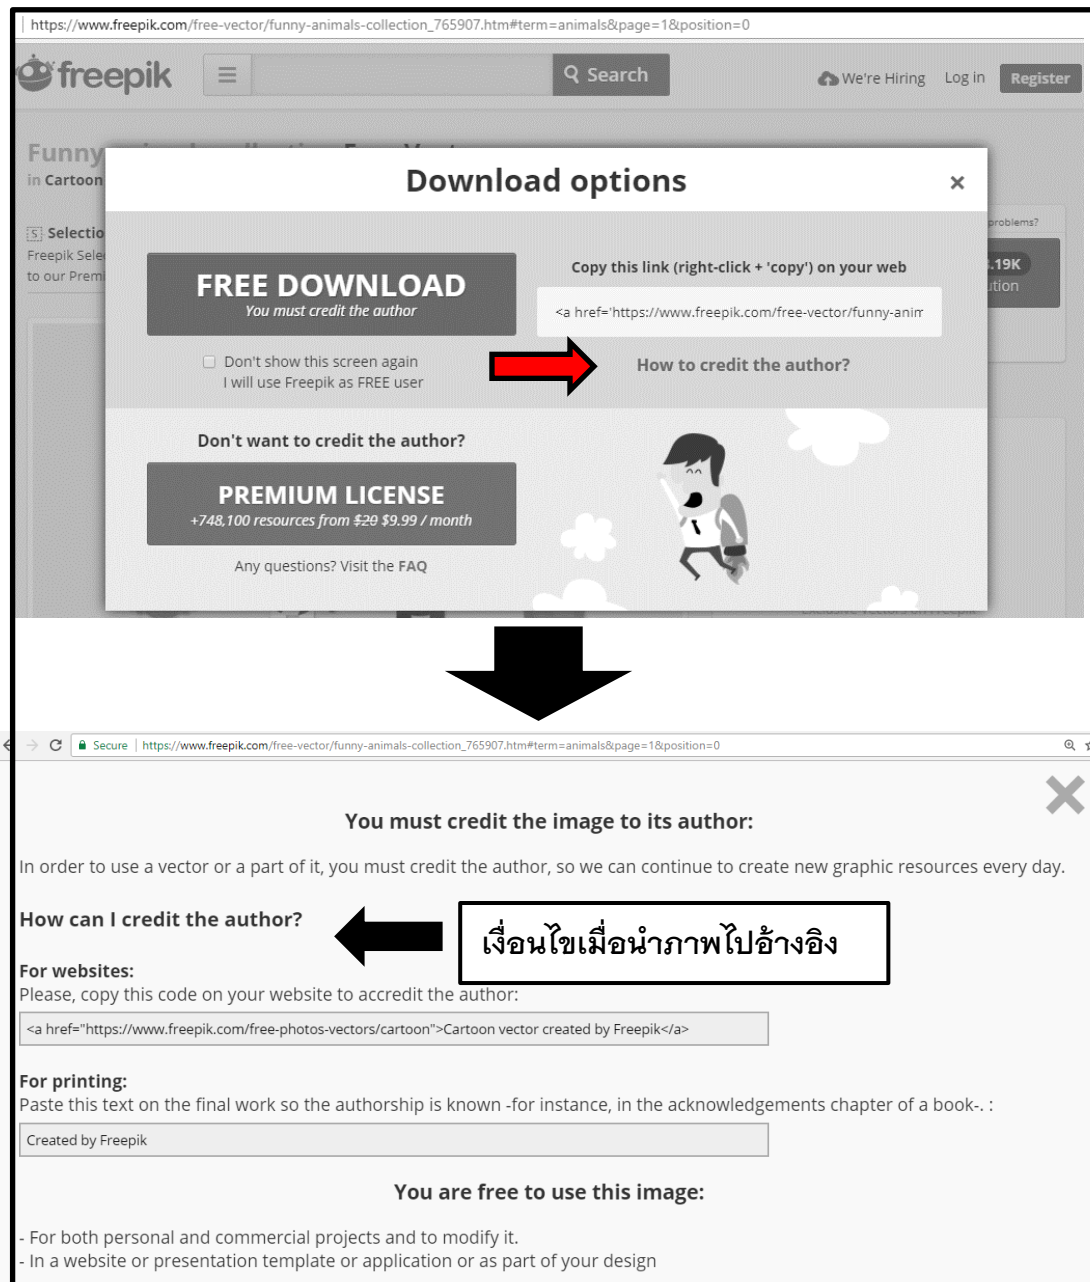 https://www.freepik.com/free-vector/funny-animals-collection_765907.htm#term=animals&page=1&position=0
freepik
Search
We're Hiring Log in Register
Funny
in Cartoon
Download options
S Selectio
Freepik Sele
to our Premi
problems?
.19K
ution
FREE DOWNLOAD
You must credit the author
Copy this link (right-click + 'copy') on your web
<a href='https://www.freepik.com/free-vector/funny-anim
Don't show this screen again
I will use Freepik as FREE user
How to credit the author?
Don't want to credit the author?
PREMIUM LICENSE
+748,100 resources from $20 $9.99 / month
Any questions? Visit the FAQ
Secure | https://www.freepik.com/free-vector/funny-animals-collection_765907.htm#term=animals&page=1&position=0
You must credit the image to its author:
In order to use a vector or a part of it, you must credit the author, so we can continue to create new graphic resources every day.
How can I credit the author?
เงื่อนไขเมื่อนำภาพไปอ้างอิง
For websites:
Please, copy this code on your website to accredit the author:
<a href="https://www.freepik.com/free-photos-vectors/cartoon">Cartoon vector created by Freepik</a>
For printing:
Paste this text on the final work so the authorship is known -for instance, in the acknowledgements chapter of a book-. :
Created by Freepik
You are free to use this image:
- For both personal and commercial projects and to modify it.
- In a website or presentation template or application or as part of your design